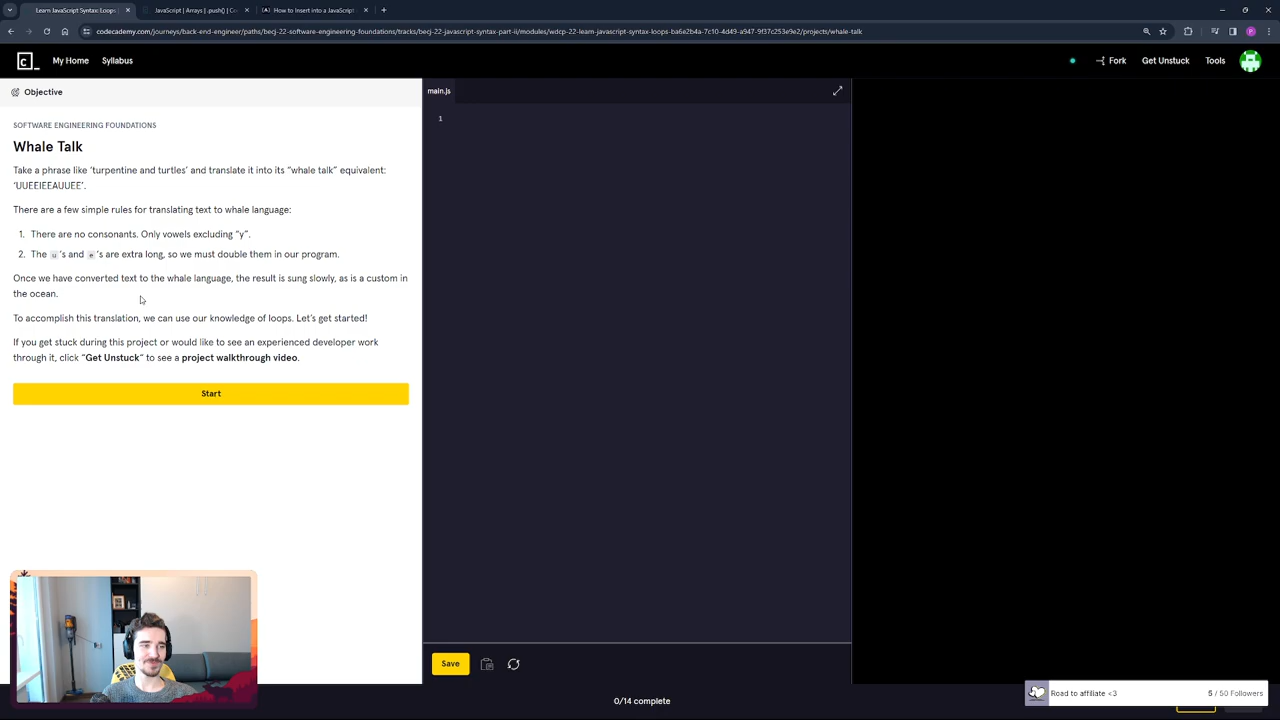 Learn JavaScript Syntax: Loops
JavaScript | Arrays | .push() | Co
How to Insert into a JavaScript
codecademy.com/journeys/back-end-engineer/paths/becj-22-software-engineering-foundations/tracks/becj-22-javascript-syntax-part-ii/modules/wdcp-22-learn-javascript-syntax-loops-ba6e2b4a-7c10-4d49-a947-9f37c253e9e2/projects/whale-talk
My Home
Syllabus
Fork
Get Unstuck
Tools
Objective
main.js
1
SOFTWARE ENGINEERING FOUNDATIONS
Whale Talk
Take a phrase like ‘turpentine and turtles’ and translate it into its “whale talk” equivalent:
‘UUEEIEEAUUEE’.
There are a few simple rules for translating text to whale language:
1. There are no consonants. Only vowels excluding “y”.
2. The u ‘s and e ‘s are extra long, so we must double them in our program.
Once we have converted text to the whale language, the result is sung slowly, as is a custom in
the ocean.
To accomplish this translation, we can use our knowledge of loops. Let’s get started!
If you get stuck during this project or would like to see an experienced developer work
through it, click “Get Unstuck“ to see a project walkthrough video.
Start
Save
Road to affiliate <3
5 / 50 Followers
0/14 complete